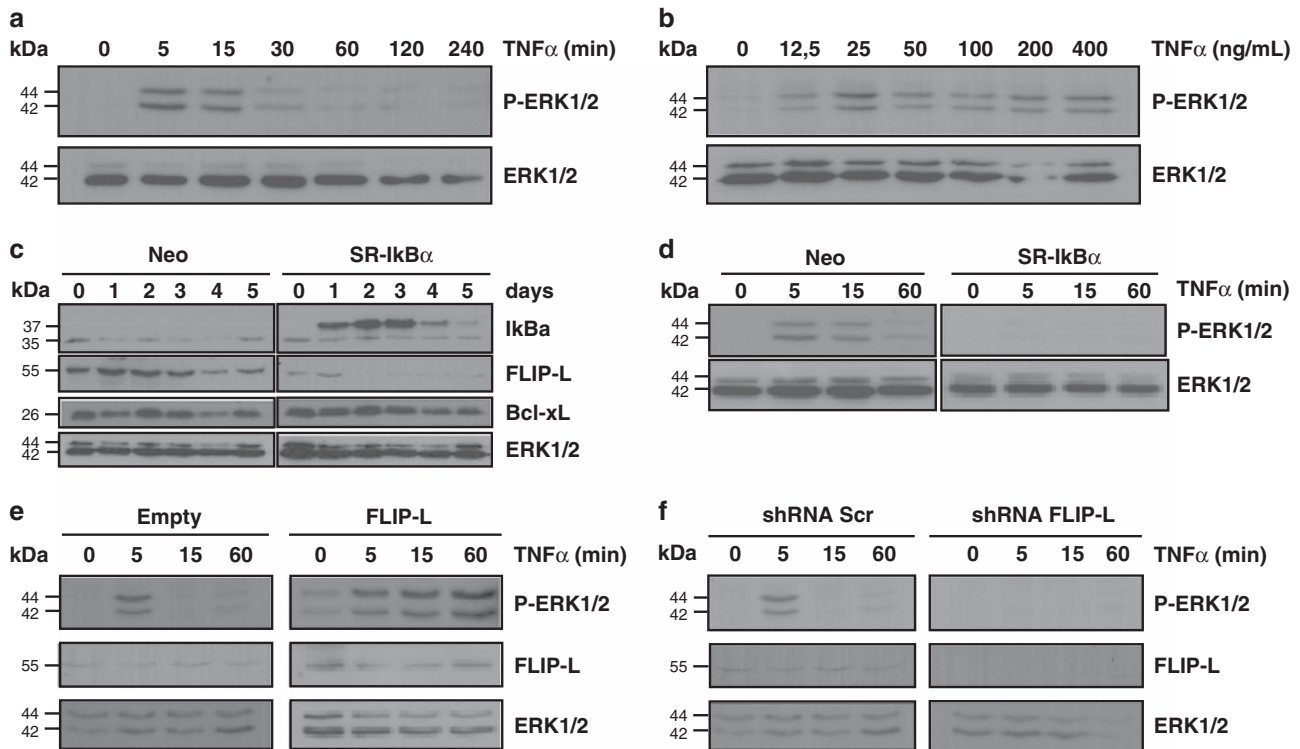 a
kDa 0 5 15 30 60 120 240 TNFα (min)
44
42
P-ERK1/2
44
42
ERK1/2
b
kDa 0 12,5 25 50 100 200 400 TNFα (ng/mL)
44
42
P-ERK1/2
44
42
ERK1/2
c
Neo SR-IkBα
kDa 0 1 2 3 4 5 0 1 2 3 4 5 days
37
35
IkBa
55
FLIP-L
26
Bcl-xL
44
42
ERK1/2
d
Neo SR-IkBα
kDa 0 5 15 60 0 5 15 60 TNFα (min)
44
42
P-ERK1/2
44
42
ERK1/2
e
Empty FLIP-L
kDa 0 5 15 60 0 5 15 60 TNFα (min)
44
42
P-ERK1/2
55
FLIP-L
44
42
ERK1/2
f
shRNA Scr shRNA FLIP-L
kDa 0 5 15 60 0 5 15 60 TNFα (min)
44
42
P-ERK1/2
55
FLIP-L
44
42
ERK1/2